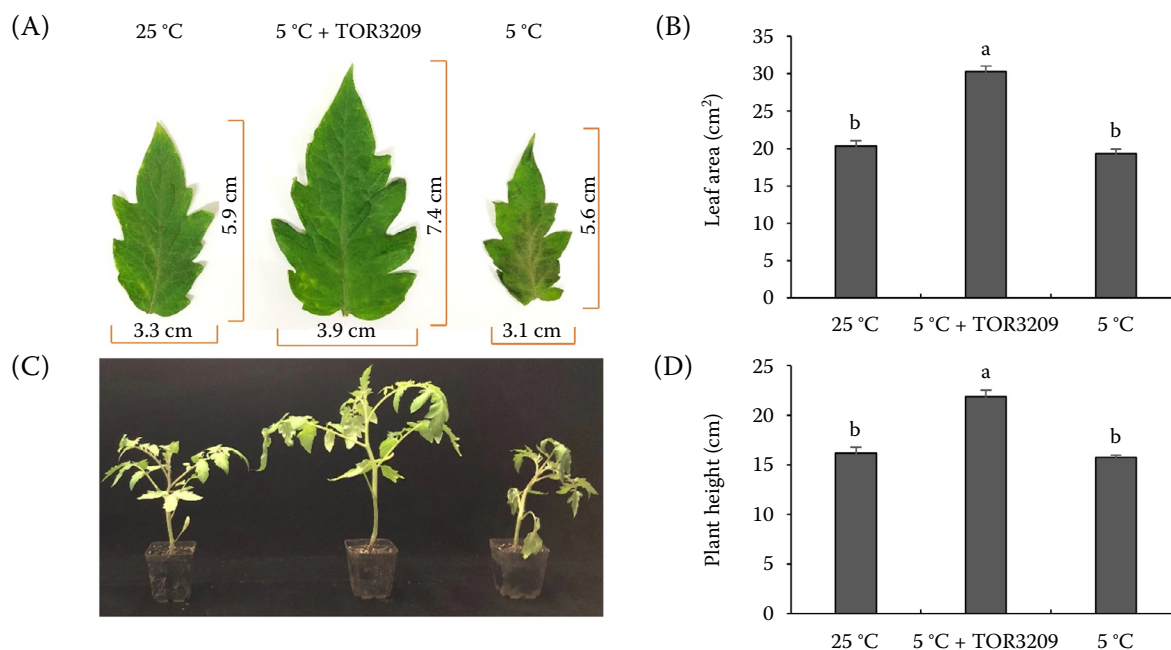 (A)
25 °C
5 °C + TOR3209
5 °C
5.9 cm
7.4 cm
5.6 cm
3.3 cm
3.9 cm
3.1 cm
(B)
Leaf area (cm²)
35
30
25
20
15
10
5
0
b
a
b
25 °C
5 °C + TOR3209
5 °C
(C)
(D)
Plant height (cm)
25
20
15
10
5
0
b
a
b
25 °C
5 °C + TOR3209
5 °C